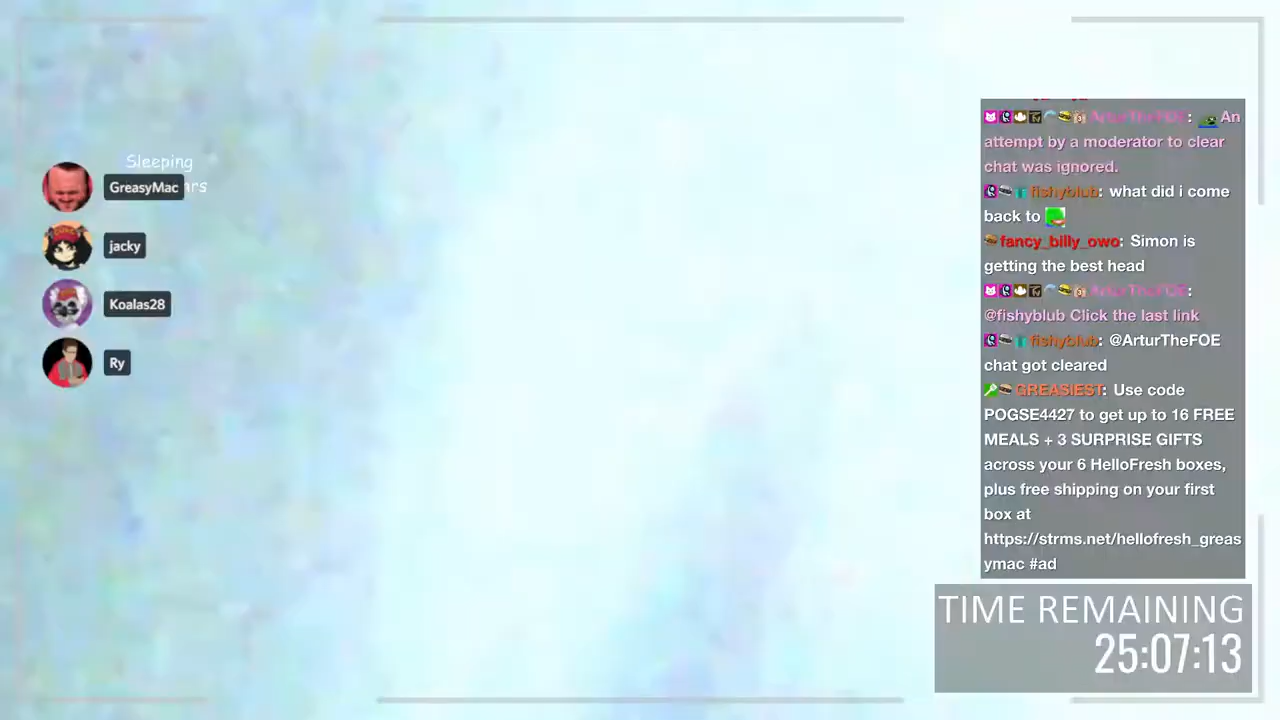 Sleeping
GreasyMac
jacky
Koalas28
Ry
ArturTheFOE: An
attempt by a moderator to clear
chat was ignored.
fishyblub: what did i come
back to
fancy_billy_owo: Simon is
getting the best head
ArturTheFOE:
@fishyblub Click the last link
fishyblub: @ArturTheFOE
chat got cleared
GREASIEST: Use code
POGSE4427 to get up to 16 FREE
MEALS + 3 SURPRISE GIFTS
across your 6 HelloFresh boxes,
plus free shipping on your first
box at
https://strms.net/hellofresh_greas
ymac #ad
TIME REMAINING
25:07:13